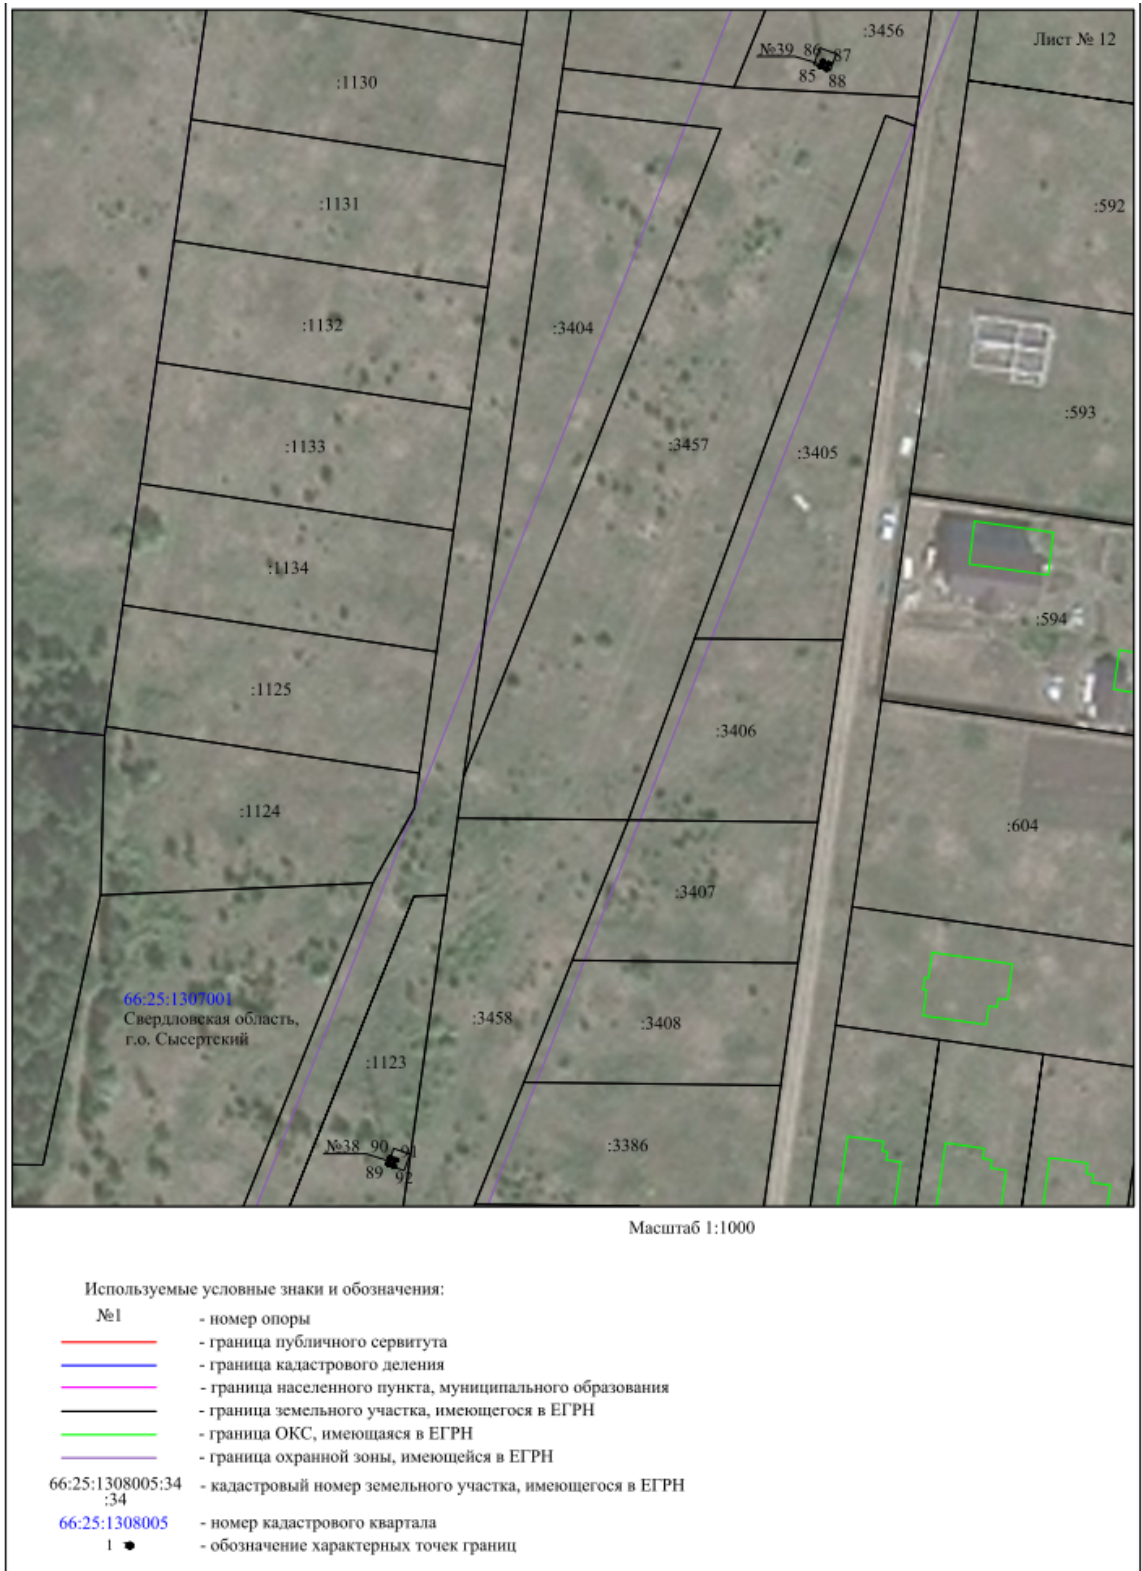 Лист № 12
:3456
№39 86 87
85 88
:1130
:1131
:592
:1132
:3404
:593
:1133
:3457
:3405
:1134
:594
:1125
:3406
:1124
:604
:3407
66:25:1307001
Свердловская область,
г.о. Сысертский
:3458
:3408
:1123
№38 90 91
89 92
:3386
Масштаб 1:1000
Используемые условные знаки и обозначения:
№1 - номер опоры
- граница публичного сервитута
- граница кадастрового деления
- граница населенного пункта, муниципального образования
- граница земельного участка, имеющегося в ЕГРН
- граница ОКС, имеющаяся в ЕГРН
- граница охранной зоны, имеющейся в ЕГРН
66:25:1308005:34 - кадастровый номер земельного участка, имеющегося в ЕГРН
:34
66:25:1308005 - номер кадастрового квартала
1 - обозначение характерных точек границ